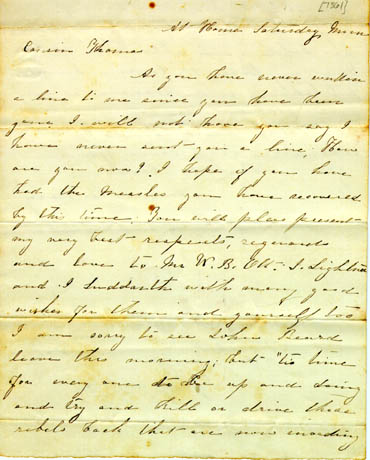 [1861]
At Home Saturday Morn
Cousin Thomas
As you have never written
a line to me since you have been
gone I will not have you say I
have never sent you a line; How
are you now? I hope if you have
had the Measles you have recovered
by this time. You will please present
my very best respects, regards
and love to Mr W. B. Ott. J. Lightner
and J Suddarth with many good
wishes for them and yourself too
I am sorry to see John Beard
leave this morning; but "tis time
for every one to be up and doing
and try and kill or drive these
rebels back that are now invading